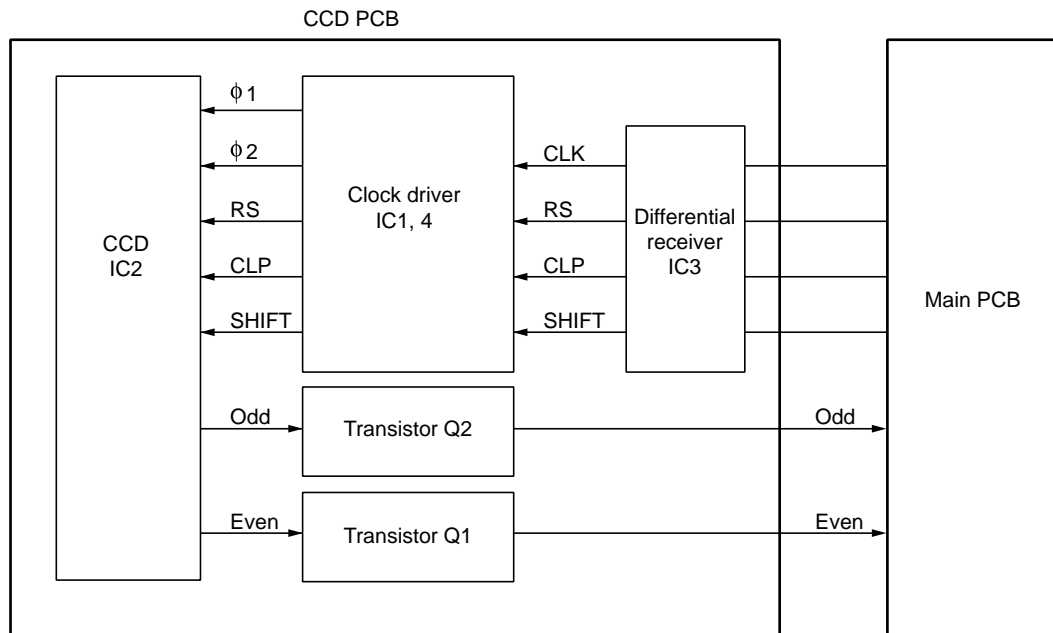 CCD PCB
ϕ1
ϕ2
RS
CLP
SHIFT
CCD
IC2
Clock driver
IC1, 4
CLK
RS
CLP
SHIFT
Differential
receiver
IC3
Main PCB
Odd
Transistor Q2
Odd
Even
Transistor Q1
Even